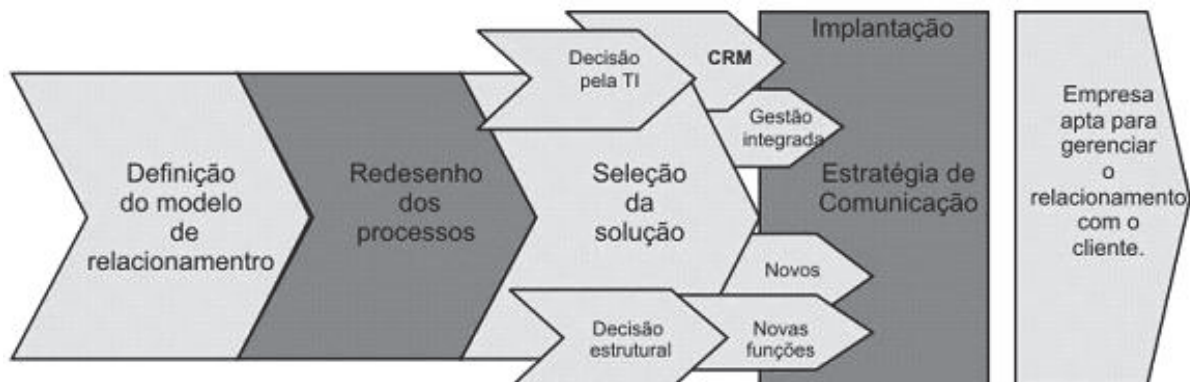 Definição
do modelo
de
relacionamentro
Redesenho
dos
processos
Seleção
da
solução
Decisão
pela TI
CRM
Gestão
integrada
Novos
Decisão
estrutural
Novas
funções
Implantação
Estratégia de
Comunicação
Empresa
apta para
gerenciar
o
relacionamento
com o
cliente.